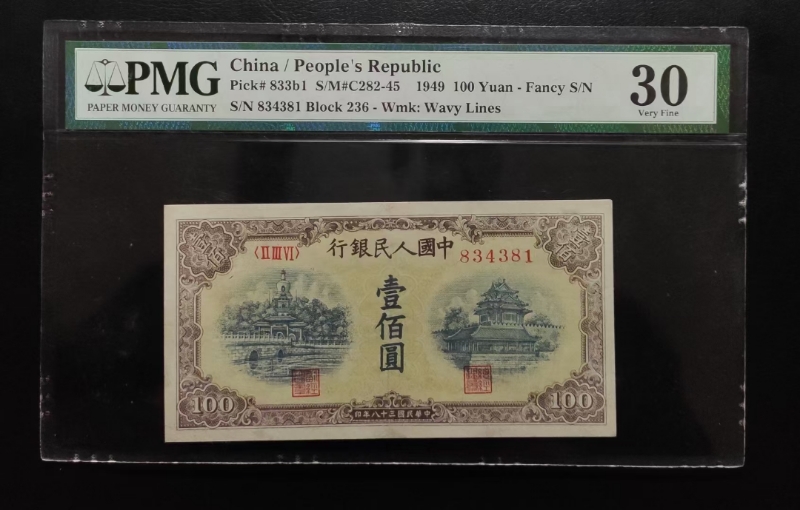 PMG
PAPER MONEY GUARANTY
China / People's Republic
Pick# 833b1 S/M#C282-45 1949 100 Yuan - Fancy S/N
S/N 834381 Block 236 - Wmk: Wavy Lines
30
Very Fine
行銀民人國中
〈II III VI〉
834381
壹佰圓
100
印年八十三國民華中
100